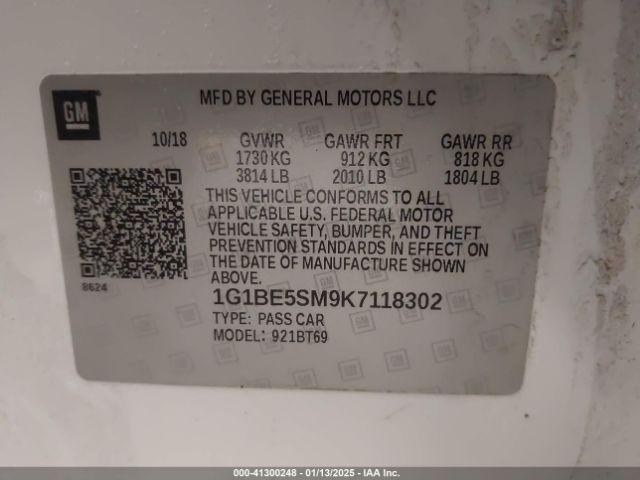 GM
MFD BY GENERAL MOTORS LLC
10/18 GVWR GAWR FRT GAWR RR
1730 KG 912 KG 818 KG
3814 LB 2010 LB 1804 LB
THIS VEHICLE CONFORMS TO ALL
APPLICABLE U.S. FEDERAL MOTOR
VEHICLE SAFETY, BUMPER, AND THEFT
PREVENTION STANDARDS IN EFFECT ON
THE DATE OF MANUFACTURE SHOWN
ABOVE.
8624
1G1BE5SM9K7118302
TYPE: PASS CAR
MODEL: 921BT69
000-41300248 - 01/13/2025 - IAA Inc.